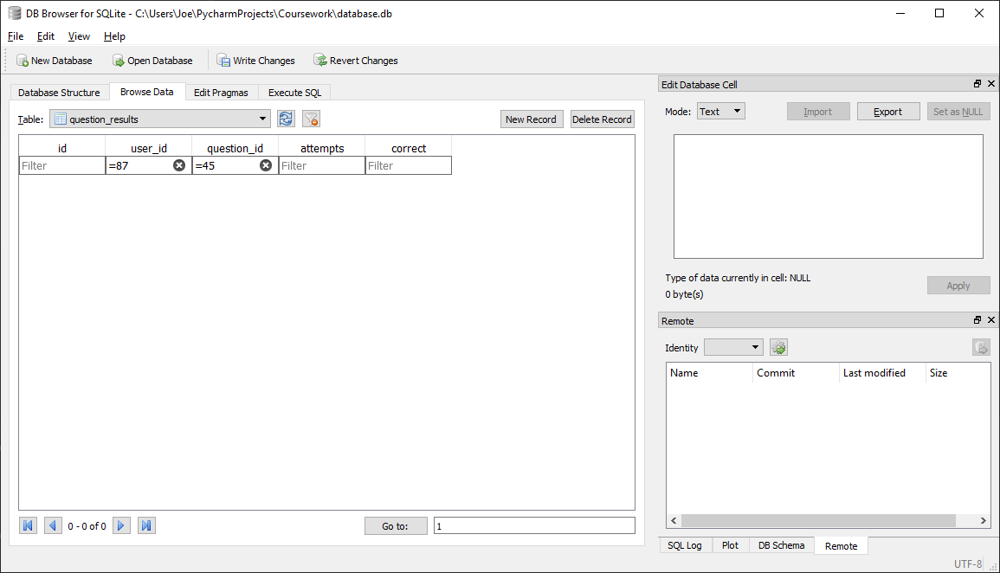 DB Browser for SQLite - C:\Users\Joe\PycharmProjects\Coursework\database.db
File Edit View Help
New Database Open Database Write Changes Revert Changes
Database Structure Browse Data Edit Pragmas Execute SQL
Table: question_results New Record Delete Record
id user_id question_id attempts correct
Filter =87 =45 Filter Filter
0 - 0 of 0 Go to: 1
Edit Database Cell
Mode: Text Import Export Set as NULL
Type of data currently in cell: NULL
0 byte(s)
Apply
Remote
Identity
Name Commit Last modified Size
SQL Log Plot DB Schema Remote
UTF-8